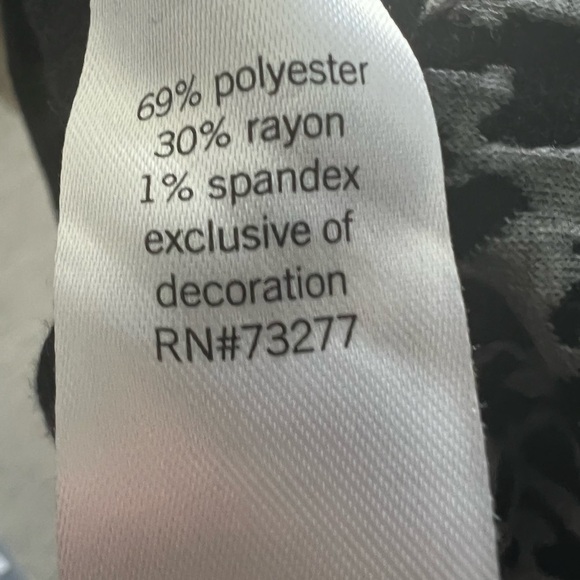 69% polyester
30% rayon
1% spandex
exclusive of
decoration
RN#73277